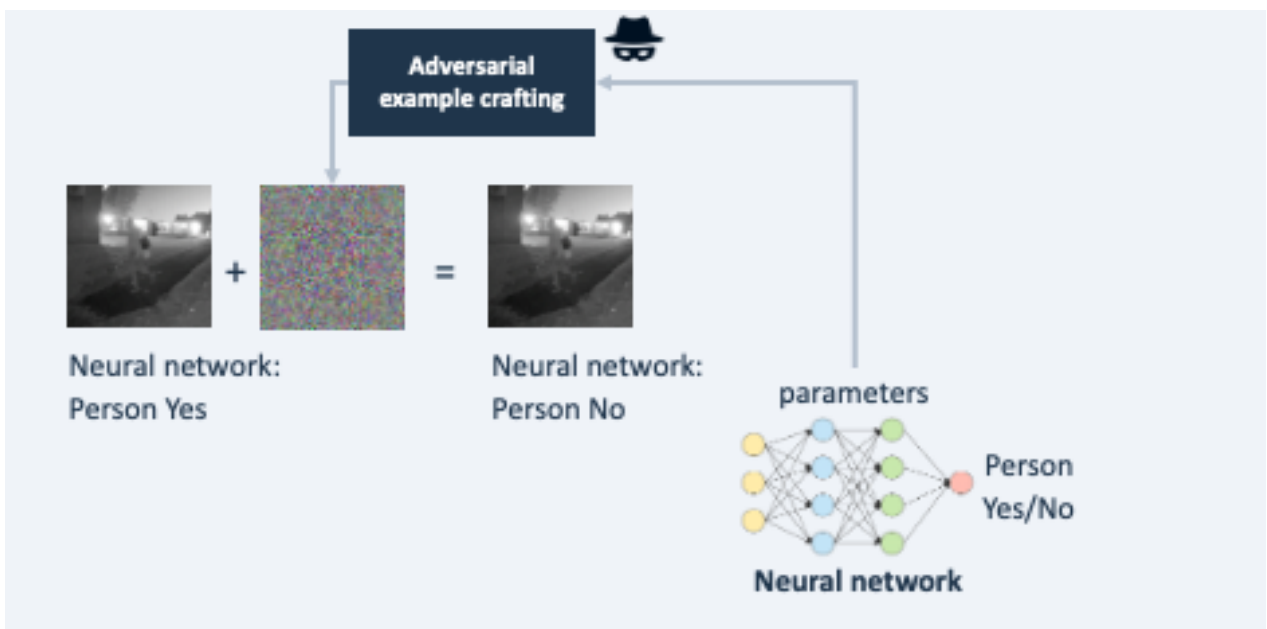 Adversarial
example crafting
+
=
Neural network:
Person Yes
Neural network:
Person No
parameters
Person
Yes/No
Neural network